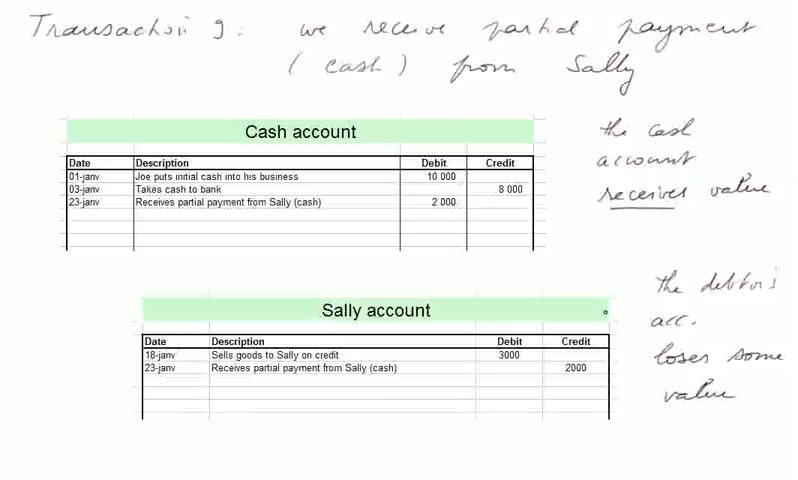 Transaction 9: we receive partial payment
(cash) from Sally
Cash account
Date Description Debit Credit
01-janv Joe puts initial cash into his business 10 000
03-janv Takes cash to bank 8 000
23-janv Receives partial payment from Sally (cash) 2 000
the cash
account
receives value
Sally account
Date Description Debit Credit
18-janv Sells goods to Sally on credit 3000
23-janv Receives partial payment from Sally (cash) 2000
the debtor's
acc.
loses some
value